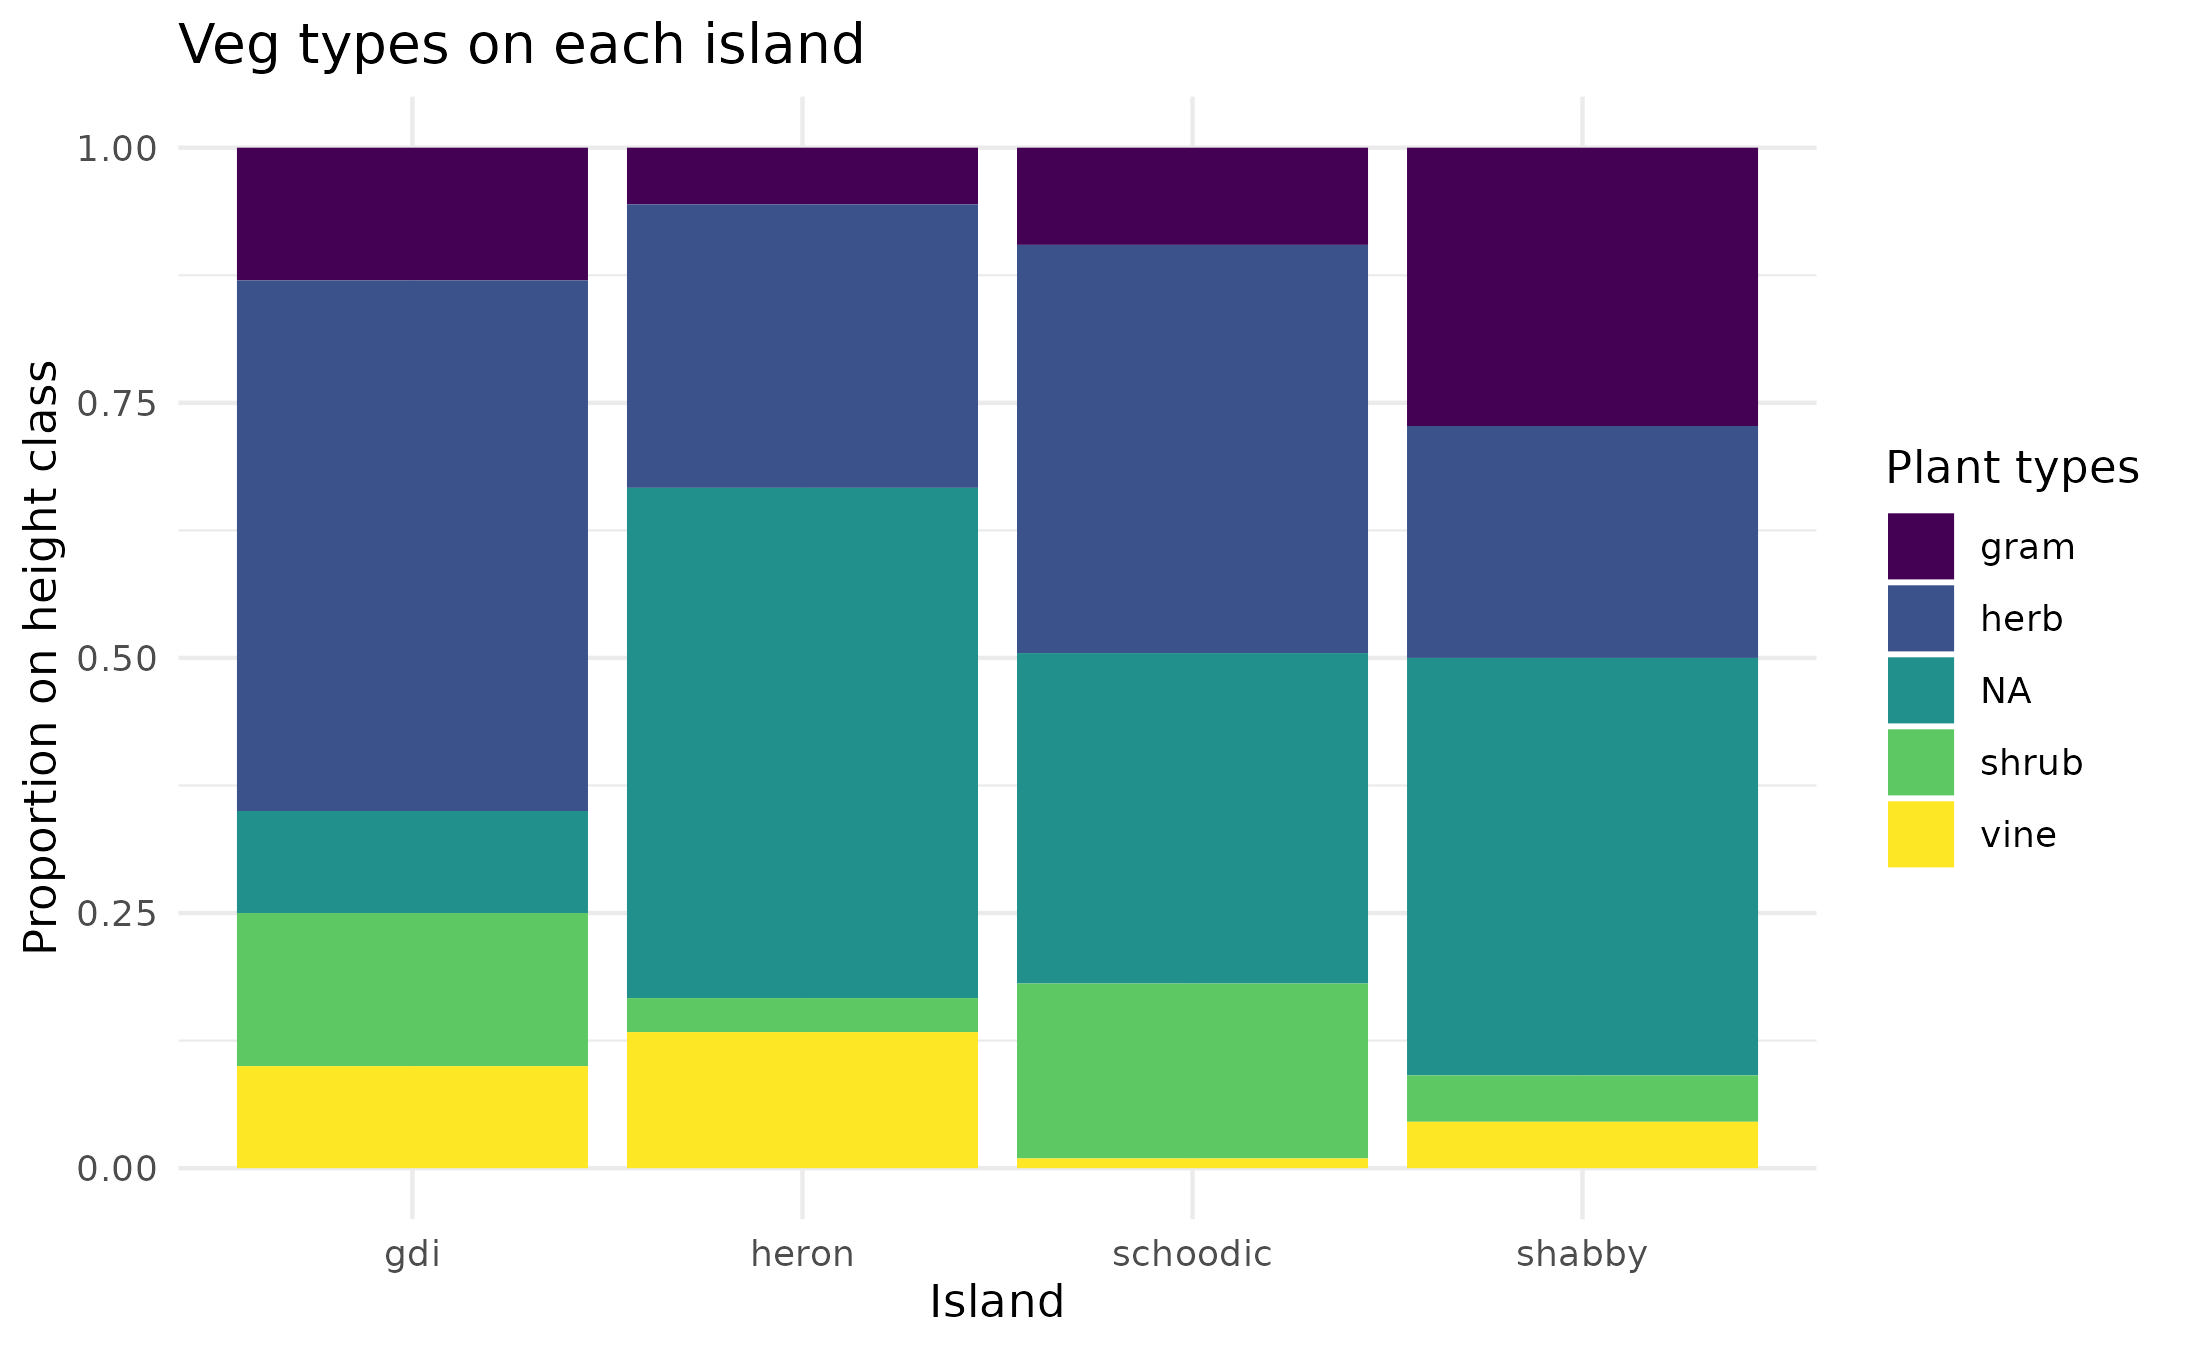 Veg types on each island
Proportion on height class
1.00
0.75
0.50
0.25
0.00
gdi heron schoodic shabby
Island
Plant types
gram
herb
NA
shrub
vine